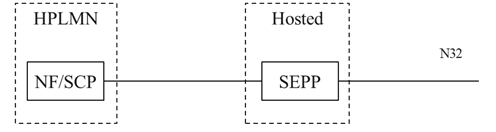 HPLMN
Hosted
N32
NF/SCP
SEPP